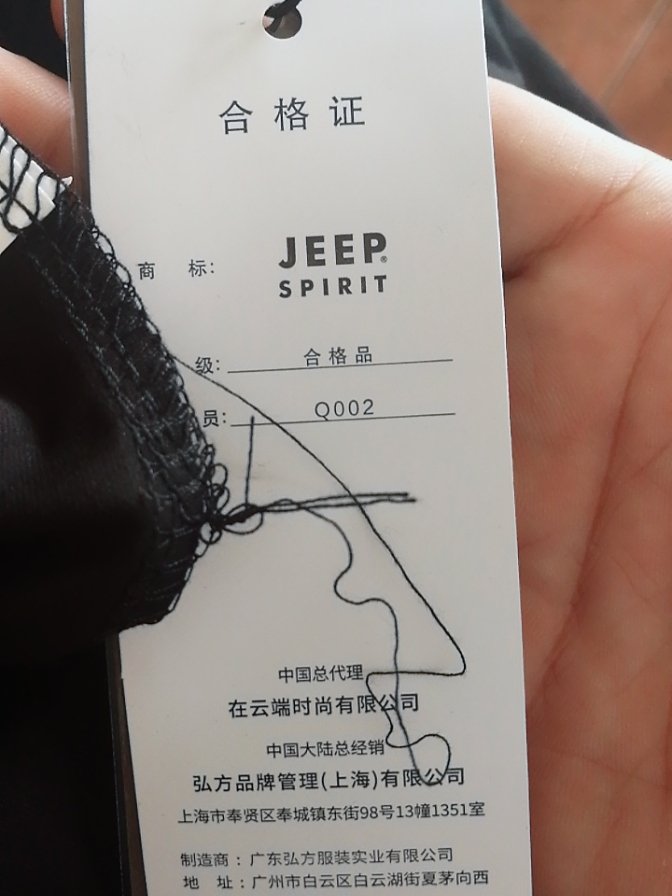 合格证
商 标：
JEEP®
SPIRIT
级：合格品
员：Q002
中国总代理
在云端时尚有限公司
中国大陆总经销
弘方品牌管理(上海)有限公司
上海市奉贤区奉城镇东街98号13幢1351室
制造商：广东弘方服装实业有限公司
地 址：广州市白云区白云湖街夏茅向西